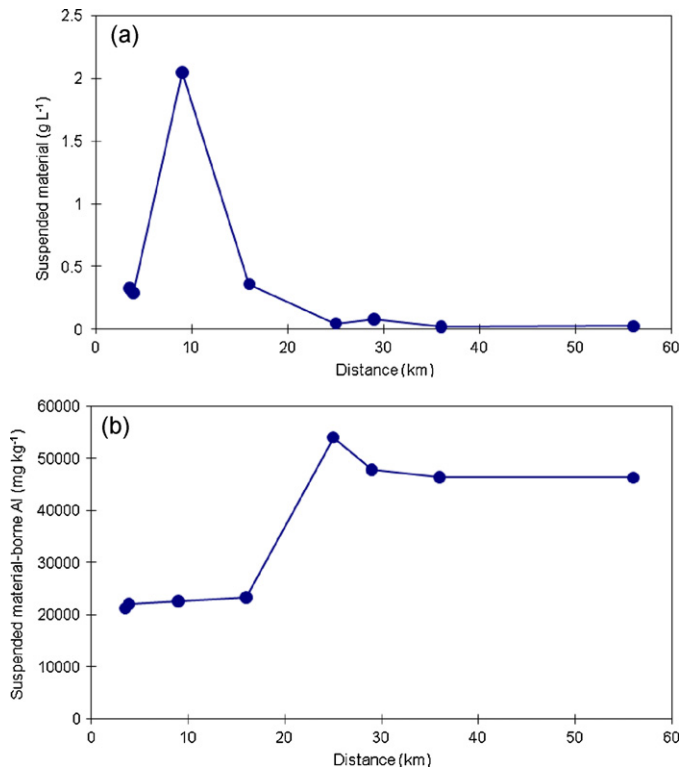 (a)
Suspended material (g L-1)
2.5
2
1.5
1
0.5
0
0 10 20 30 40 50 60
Distance (km)
(b)
Suspended material-borne Al (mg kg-1)
60000
50000
40000
30000
20000
10000
0
0 10 20 30 40 50 60
Distance (km)